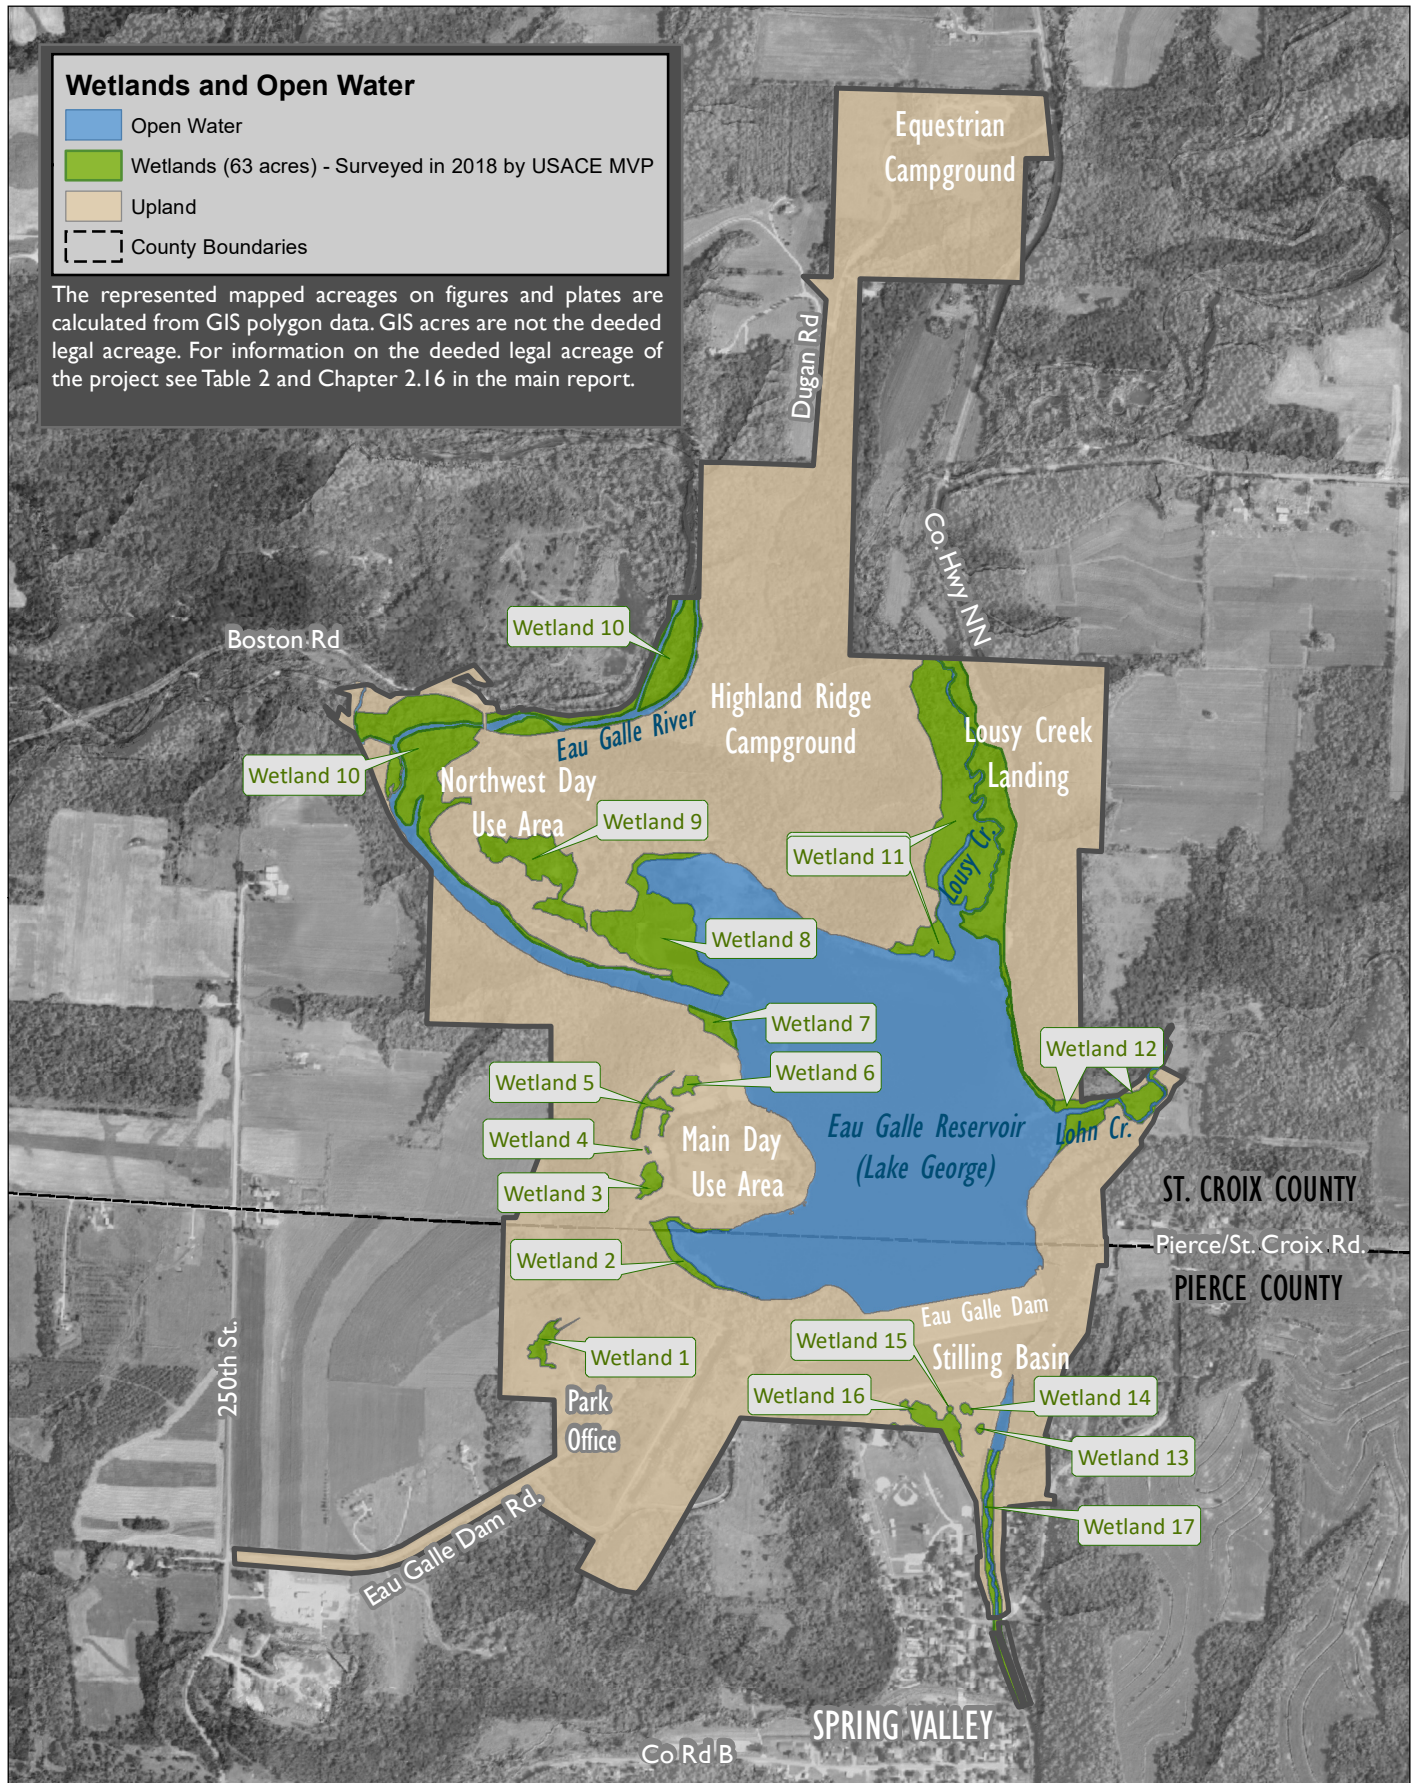 Wetlands and Open Water
Open Water
Wetlands (63 acres) - Surveyed in 2018 by USACE MVP
Upland
County Boundaries
The represented mapped acreages on figures and plates are
calculated from GIS polygon data. GIS acres are not the deeded
legal acreage. For information on the deeded legal acreage of
the project see Table 2 and Chapter 2.16 in the main report.
Equestrian
Campground
Dugan Rd
Co. Hwy NN
Wetland 10
Boston Rd
Highland Ridge
Campground
Eau Galle River
Lousy Creek
Landing
Wetland 10
Northwest Day
Use Area
Wetland 9
Wetland 11
Lousy Cr.
Wetland 8
Wetland 7
Wetland 12
Wetland 6
Wetland 5
Eau Galle Reservoir
(Lake George)
Lohn Cr.
Wetland 4
Main Day
Use Area
Wetland 3
ST. CROIX COUNTY
Pierce/St. Croix Rd.
PIERCE COUNTY
Wetland 2
Eau Galle Dam
Wetland 15
Stilling Basin
Wetland 1
250th St.
Park
Office
Wetland 16
Wetland 14
Wetland 13
Wetland 17
Eau Galle Dam Rd.
SPRING VALLEY
Co Rd B